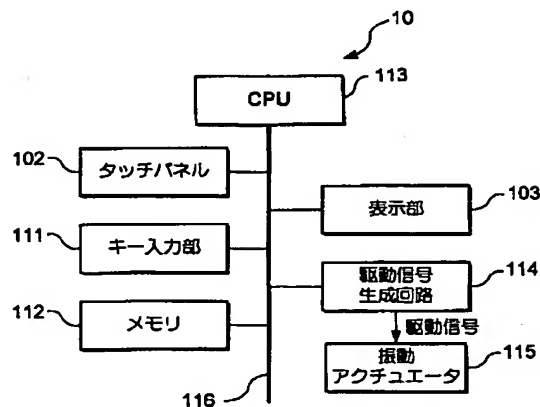 10
CPU
113
102
タッチパネル
表示部
103
111
キー入力部
駆動信号
生成回路
114
112
メモリ
駆動信号
振動
アクチュエータ
115
116